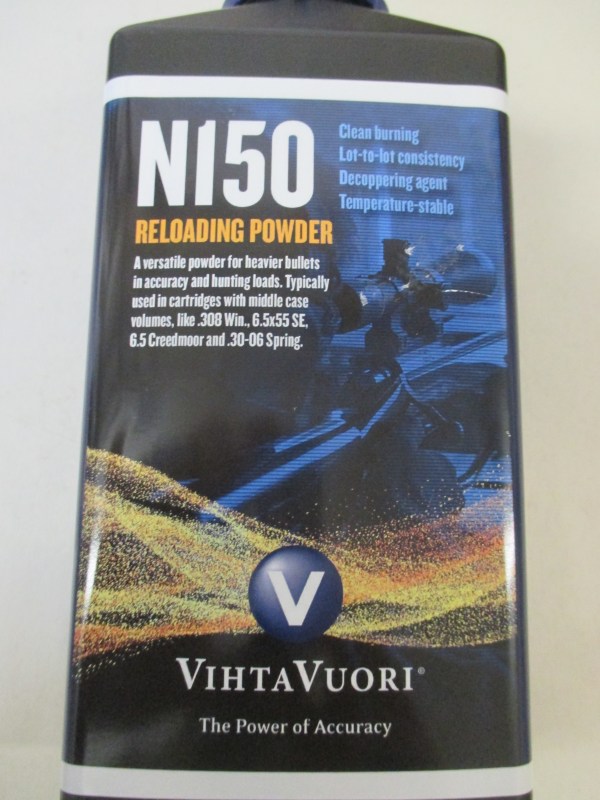 N150
RELOADING POWDER
A versatile powder for heavier bullets
in accuracy and hunting loads. Typically
used in cartridges with middle case
volumes, like .308 Win., 6.5x55 SE,
6.5 Creedmoor and .30-06 Spring.
Clean burning
Lot-to-lot consistency
Decoppering agent
Temperature-stable
V
VIHTAVUORI®
The Power of Accuracy